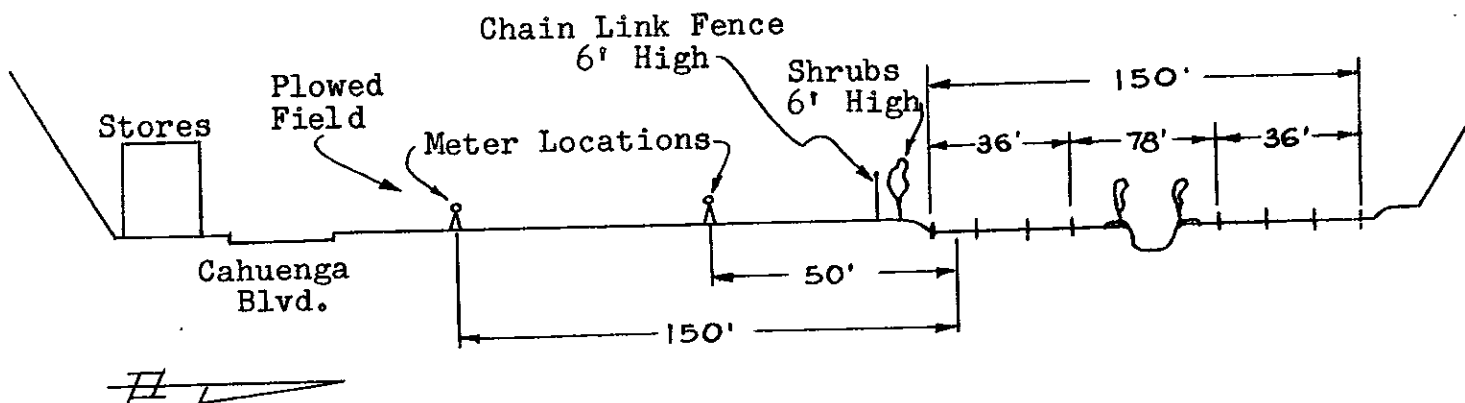 Chain Link Fence
6' High
Shrubs
6' High
150'
Plowed
Field
Stores
Meter Locations
36'
78'
36'
Cahuenga
Blvd.
50'
150'